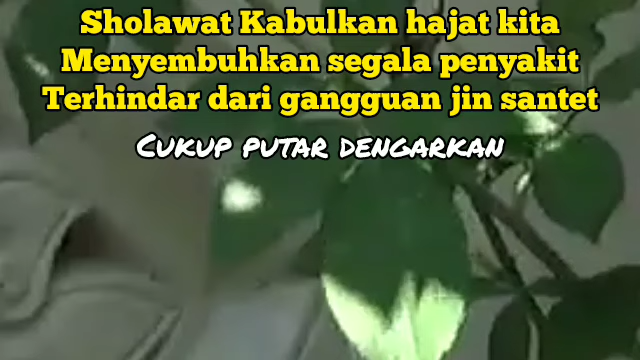 Sholawat Kabulkan hajat kita
Menyembuhkan segala penyakit
Terhindar dari gangguan jin santet
Cukup putar dengarkan